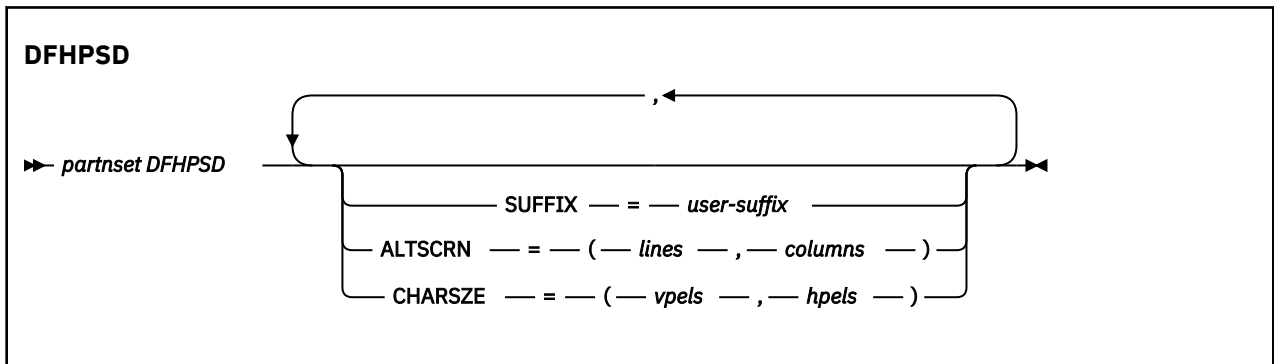 DFHPSD
,
partnset DFHPSD
SUFFIX = user-suffix
ALTSCRN = ( lines , columns )
CHARSZE = ( vpels , hpels )